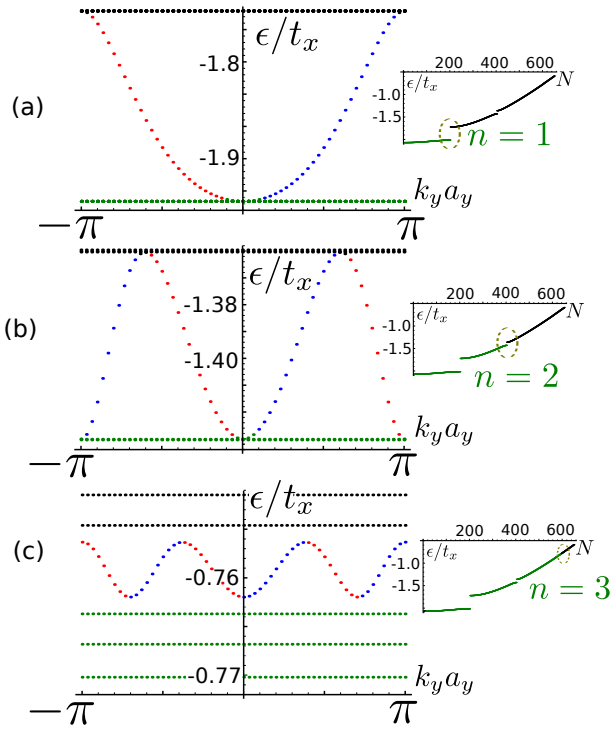 (a)
ϵ/t_x
-1.8
-1.9
k_y a_y
−π
π
200 400 600
ϵ/t_x
N
-1.0
-1.5
n = 1
(b)
ϵ/t_x
-1.38
-1.40
k_y a_y
−π
π
200 400 600
ϵ/t_x
N
-1.0
-1.5
n = 2
(c)
ϵ/t_x
-0.76
-0.77
k_y a_y
−π
π
200 400 600
ϵ/t_x
N
-1.0
-1.5
n = 3